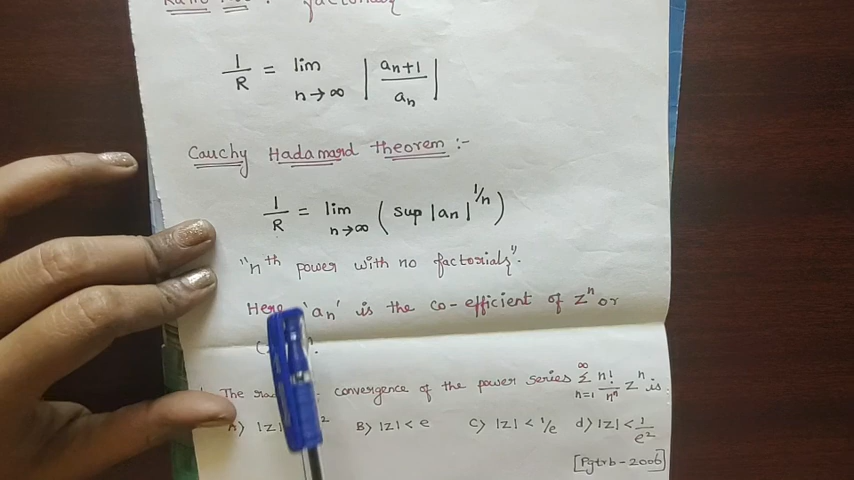 1/R = lim n→∞ | an+1 / an |
Cauchy Hadamard theorem :-
1/R = lim n→∞ ( sup |an|^1/n )
"nth power with no factorials".
Here 'an' is the co-efficient of Z^n or
The convergence of the power series ∑ n=1 ∞ n!/n^n Z^n is
A) |Z| B) |Z| < e C) |Z| < 1/e d) |Z| < 1/e^2
[Pgtrb - 2006]